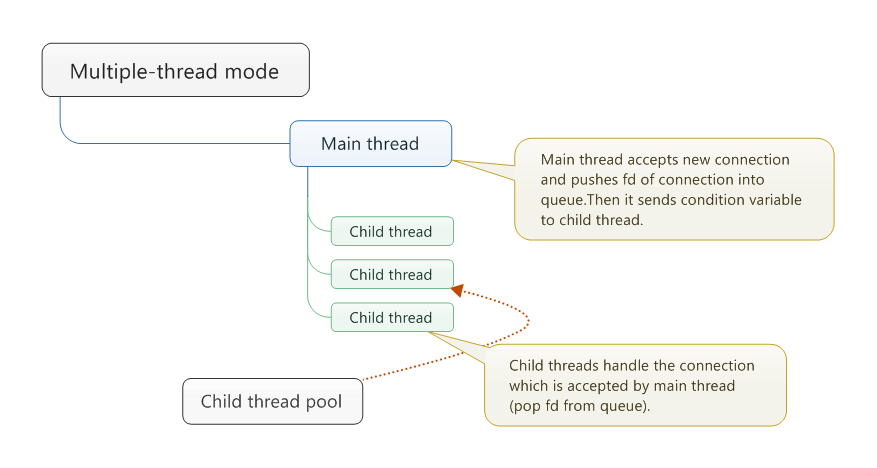 Multiple-thread mode
Main thread
Main thread accepts new connection
and pushes fd of connection into
queue.Then it sends condition variable
to child thread.
Child thread
Child thread
Child thread
Child threads handle the connection
which is accepted by main thread
(pop fd from queue).
Child thread pool